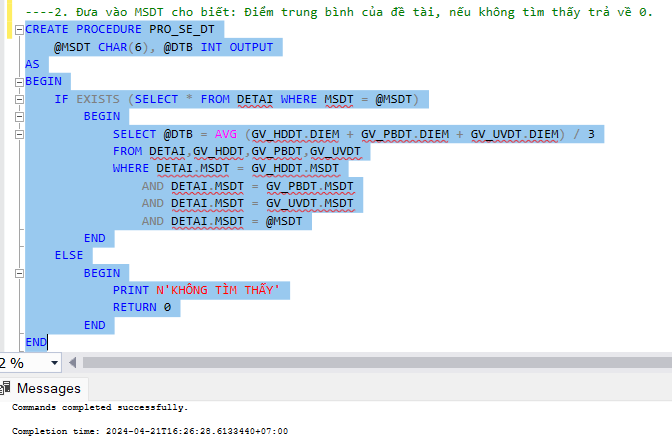 ----2. Đưa vào MSDT cho biết: Điểm trung bình của đề tài, nếu không tìm thấy trả về 0.
CREATE PROCEDURE PRO_SE_DT
    @MSDT CHAR(6), @DTB INT OUTPUT
AS
BEGIN
    IF EXISTS (SELECT * FROM DETAI WHERE MSDT = @MSDT)
        BEGIN
            SELECT @DTB = AVG (GV_HDDT.DIEM + GV_PBDT.DIEM + GV_UVDT.DIEM) / 3
            FROM DETAI,GV_HDDT,GV_PBDT,GV_UVDT
            WHERE DETAI.MSDT = GV_HDDT.MSDT
                AND DETAI.MSDT = GV_PBDT.MSDT
                AND DETAI.MSDT = GV_UVDT.MSDT
                AND DETAI.MSDT = @MSDT
        END
    ELSE
        BEGIN
            PRINT N'KHÔNG TÌM THẤY'
            RETURN 0
        END
END
2 %
Messages
Commands completed successfully.
Completion time: 2024-04-21T16:26:28.6133440+07:00